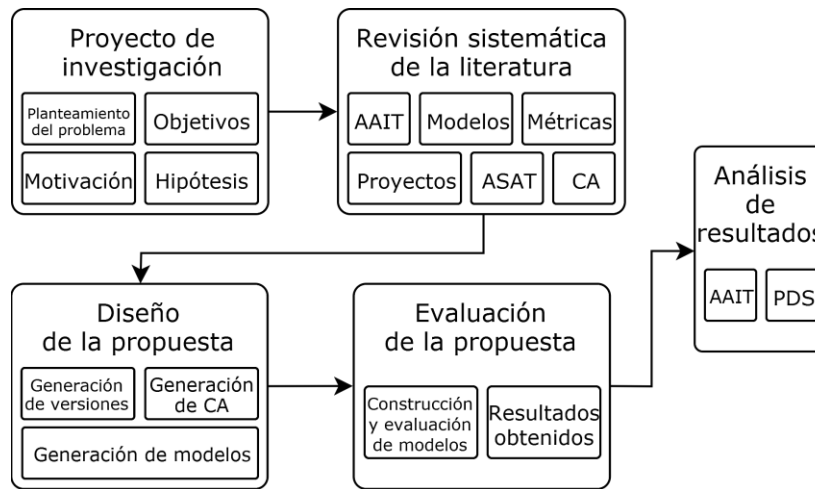 Proyecto de
investigación
Planteamiento
del problema
Objetivos
Motivación
Hipótesis
Revisión sistemática
de la literatura
AAIT
Modelos
Métricas
Proyectos
ASAT
CA
Diseño
de la propuesta
Generación
de versiones
Generación
de CA
Generación de modelos
Evaluación
de la propuesta
Construcción
y evaluación
de modelos
Resultados
obtenidos
Análisis
de
resultados
AAIT
PDS